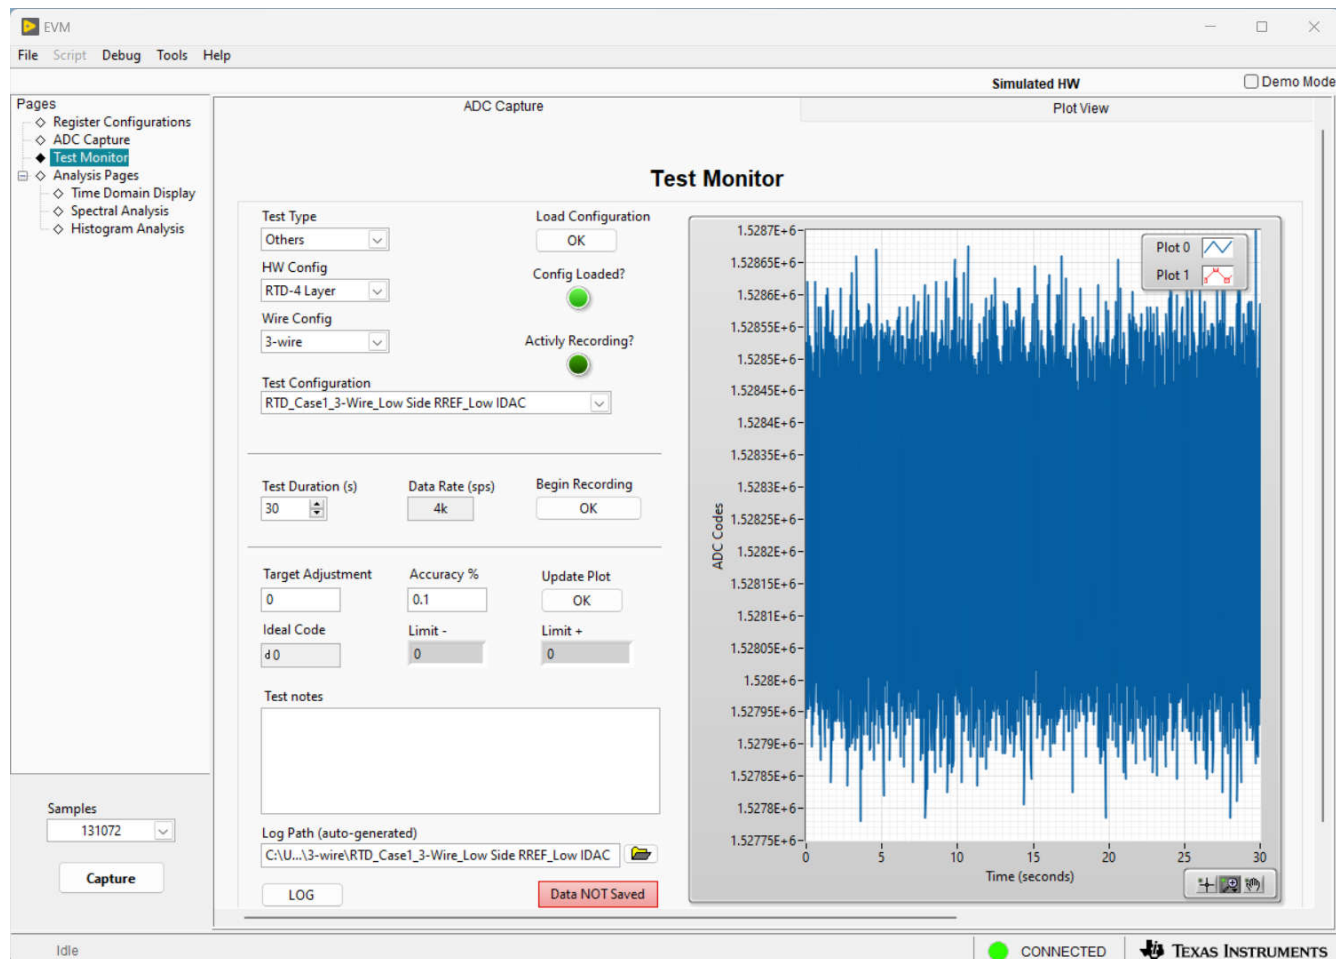 EVM
File Script Debug Tools Help
Simulated HW
Demo Mode
Pages
Register Configurations
ADC Capture
Test Monitor
Analysis Pages
Time Domain Display
Spectral Analysis
Histogram Analysis
Samples
131072
Capture
ADC Capture
Plot View
Test Monitor
Test Type
Others
HW Config
RTD-4 Layer
Wire Config
3-wire
Load Configuration
OK
Config Loaded?
Activly Recording?
Test Configuration
RTD_Case1_3-Wire_Low Side RREF_Low IDAC
Test Duration (s)
30
Data Rate (sps)
4k
Begin Recording
OK
Target Adjustment
0
Accuracy %
0.1
Update Plot
OK
Ideal Code
d 0
Limit -
0
Limit +
0
Test notes
Log Path (auto-generated)
C:\U...\3-wire\RTD_Case1_3-Wire_Low Side RREF_Low IDAC
LOG
Data NOT Saved
ADC Codes
1.5287E+6
1.52865E+6
1.5286E+6
1.52855E+6
1.5285E+6
1.52845E+6
1.5284E+6
1.52835E+6
1.5283E+6
1.52825E+6
1.5282E+6
1.52815E+6
1.5281E+6
1.52805E+6
1.528E+6
1.52795E+6
1.5279E+6
1.52785E+6
1.5278E+6
1.52775E+6
Plot 0
Plot 1
0 5 10 15 20 25 30
Time (seconds)
Idle
CONNECTED
TEXAS INSTRUMENTS